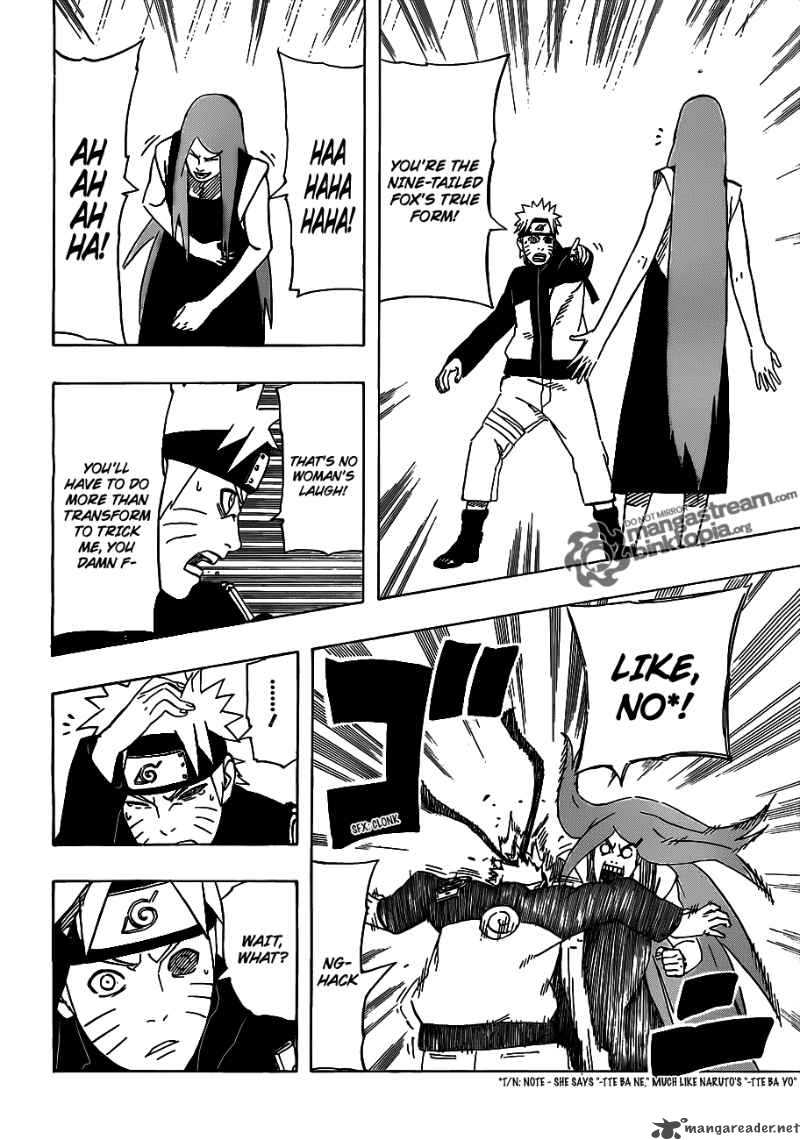 YOU'RE THE
NINE-TAILED
FOX'S TRUE
FORM!
HAA
HAHA
HAHA!
AH
AH
AH
HA!
THAT'S NO
WOMAN'S
LAUGH!
YOU'LL
HAVE TO DO
MORE THAN
TRANSFORM
TO TRICK
ME, YOU
DAMN F-
DO NOT MIRROR
mangastream.com
binktopia.org
LIKE,
NO*!
ゴ
SFX: CLONK
NG-
HACK
......,
WAIT,
WHAT?
*T/N: NOTE - SHE SAYS "-TTE BA NE," MUCH LIKE NARUTO'S "-TTE BA YO"
mangareader.net